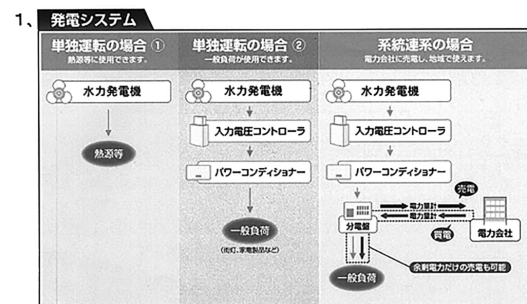 1、発電システム
単独運転の場合 ①
熱源等に使用できます。
水力発電機
熱源等
単独運転の場合 ②
一般負荷が使用できます。
水力発電機
入力電圧コントローラ
パワーコンディショナー
一般負荷
(街灯、家電製品など)
系統連系の場合
電力会社に売電し、地域で使えます。
水力発電機
入力電圧コントローラ
パワーコンディショナー
売電
電力量計
電力量計
買電
分電盤
電力会社
余剰電力だけの売電も可能
一般負荷